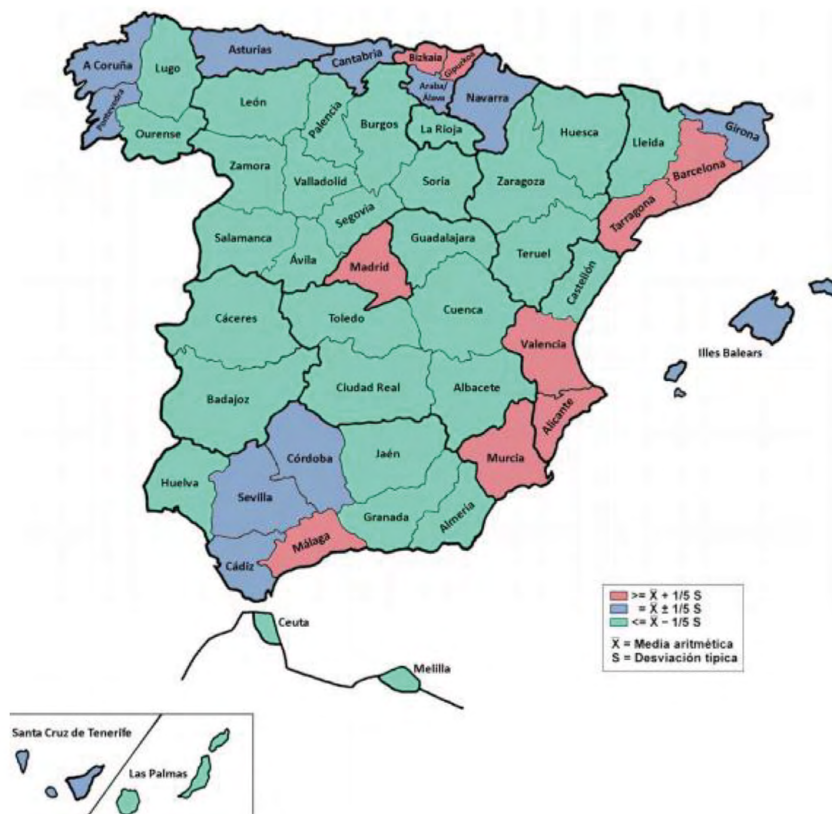 A Coruña
Lugo
Asturias
Cantabria
Bizkaia
Gipuzkoa
Araba/
Álava
Navarra
Pontevedra
Ourense
León
Palencia
Burgos
La Rioja
Huesca
Lleida
Girona
Barcelona
Tarragona
Zamora
Valladolid
Soria
Zaragoza
Segovia
Salamanca
Ávila
Madrid
Guadalajara
Teruel
Castellón
Cáceres
Toledo
Cuenca
Valencia
Illes Balears
Badajoz
Ciudad Real
Albacete
Alicante
Huelva
Sevilla
Córdoba
Jaén
Murcia
Cádiz
Málaga
Granada
Almería
>= X̄ + 1/5 S
= X̄ ± 1/5 S
<= X̄ − 1/5 S
X̄ = Media aritmética
S = Desviación típica
Ceuta
Melilla
Santa Cruz de Tenerife
Las Palmas